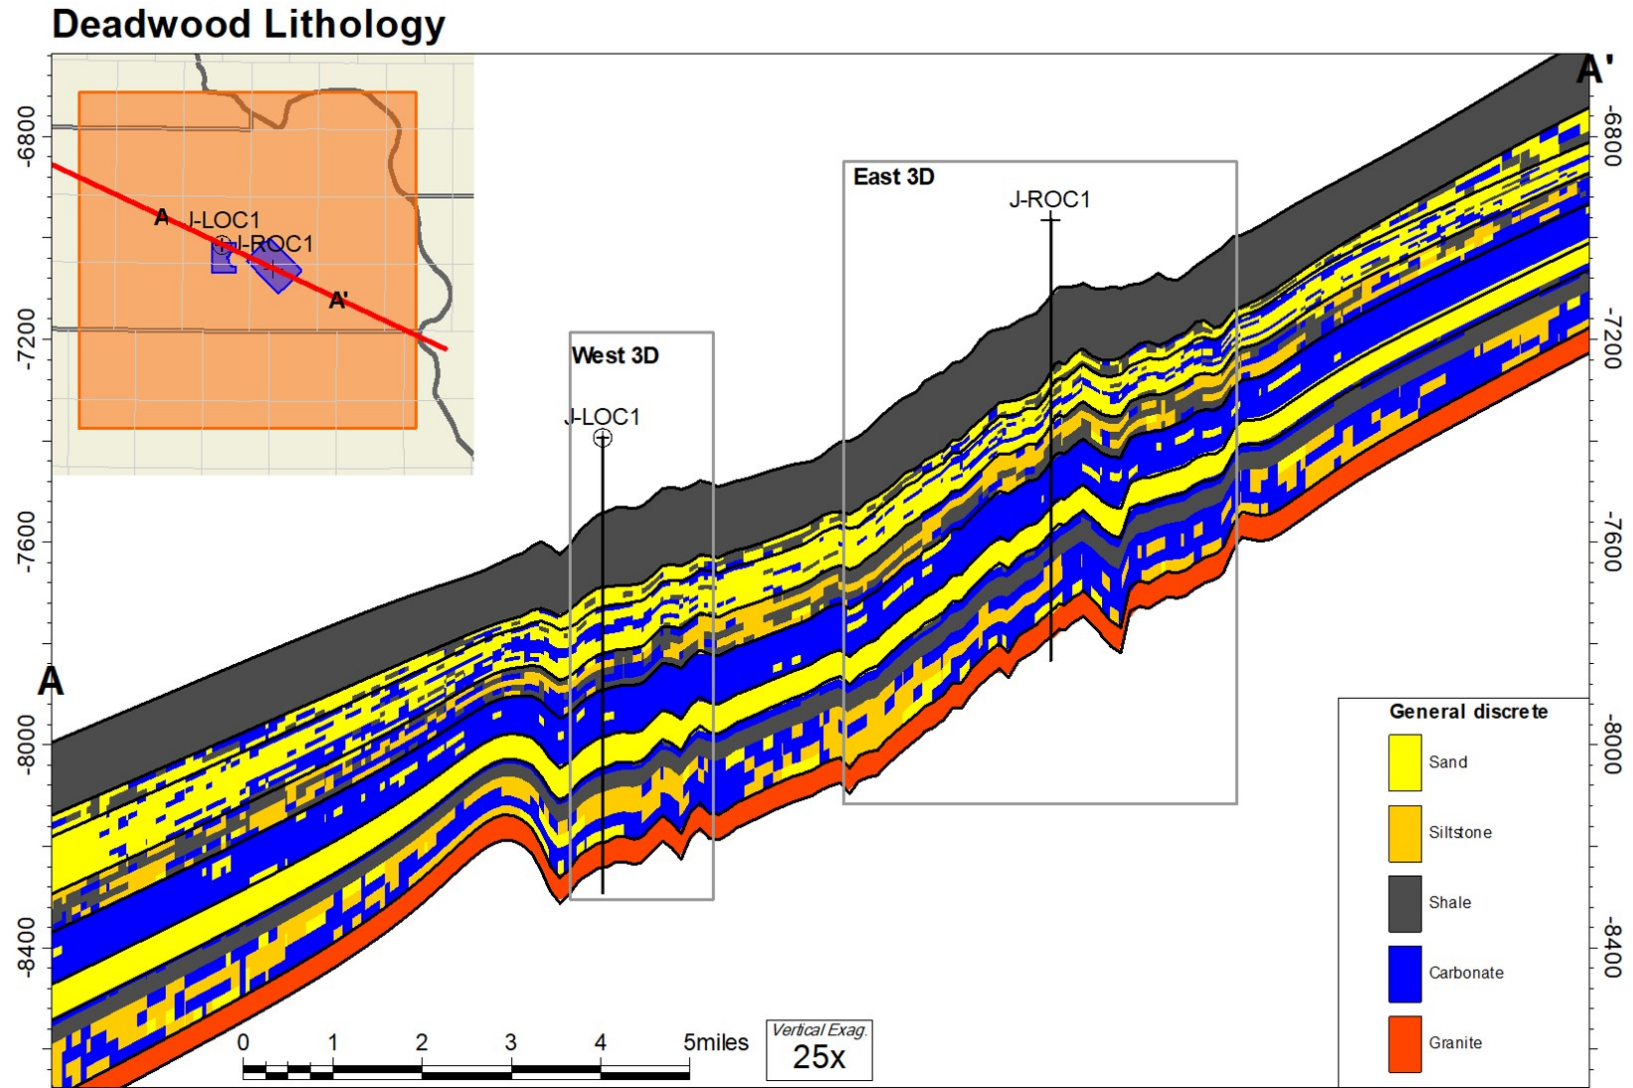 Deadwood Lithology
A'
A
J-LOC1
J-ROC1
A'
East 3D
J-ROC1
West 3D
J-LOC1
A
-6800
-7200
-7600
-8000
-8400
-6800
-7200
-7600
-8000
-8400
General discrete
Sand
Siltstone
Shale
Carbonate
Granite
0 1 2 3 4 5miles
Vertical Exag.
25x